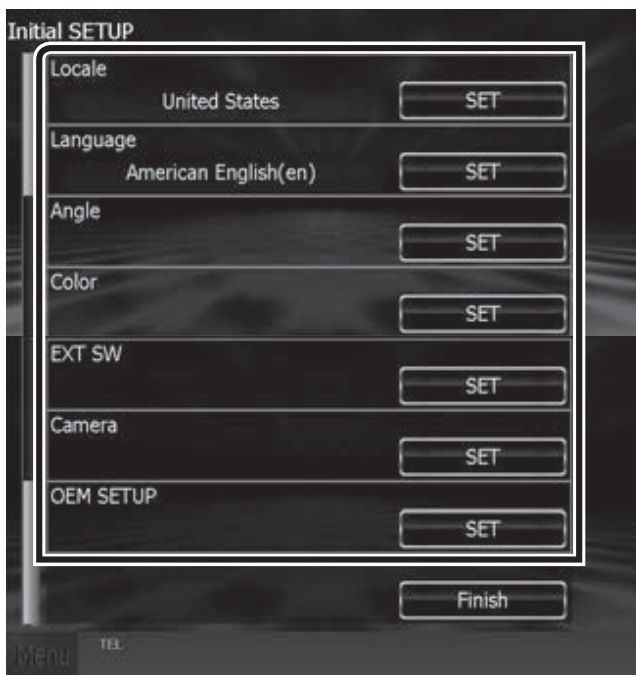 Initial SETUP
Locale
United States SET
Language
American English(en) SET
Angle
SET
Color
SET
EXT SW
SET
Camera
SET
OEM SETUP
SET
Finish
Menu TEL